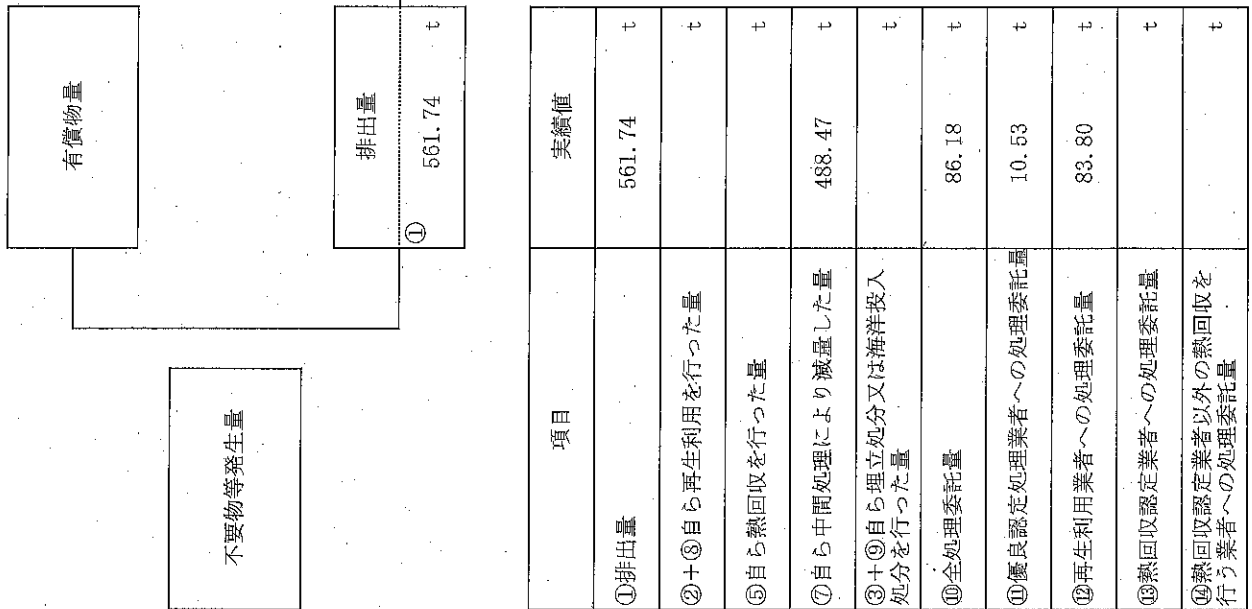 有償物量
不要物等発生量
排出量
① 561.74 t
項目 実績値
①排出量 561.74 t
②+⑧自ら再生利用を行った量 t
⑤自ら熱回収を行った量 t
⑦自ら中間処理により減量した量 488.47 t
③+⑨自ら埋立処分又は海洋投入
処分を行った量 t
⑩全処理委託量 86.18 t
⑪優良認定処理業者への処理委託量 10.53 t
⑫再生利用業者への処理委託量 83.80 t
⑬熱回収認定業者への処理委託量 t
⑭熱回収認定業者以外の熱回収を
行う業者への処理委託量 t